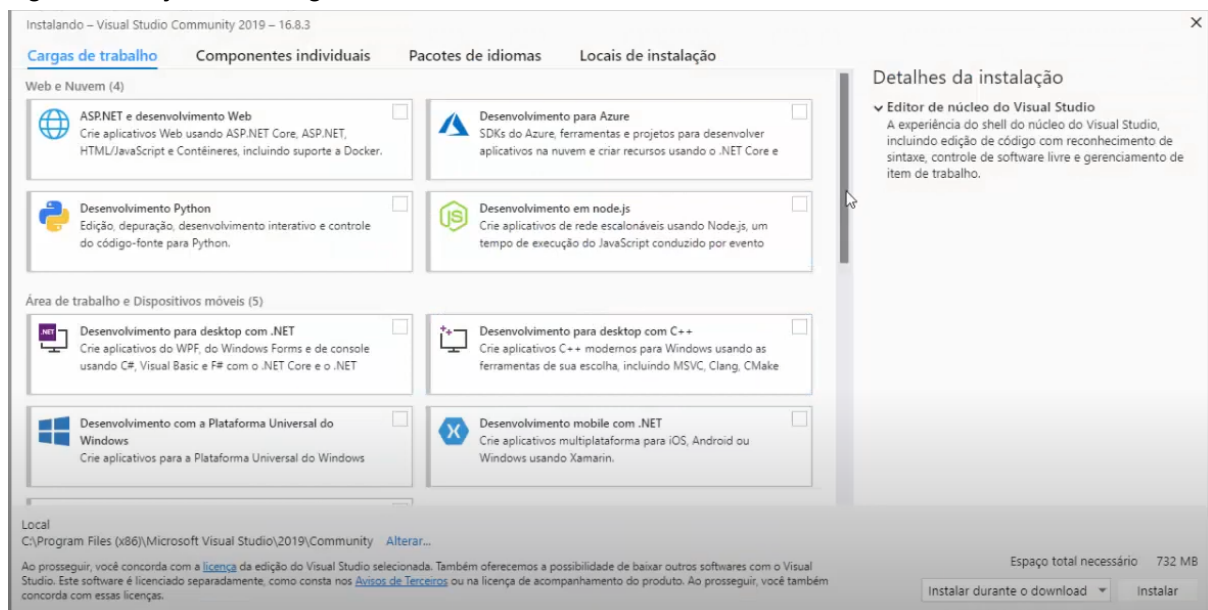 Instalando – Visual Studio Community 2019 – 16.8.3
Cargas de trabalho
Componentes individuais
Pacotes de idiomas
Locais de instalação
Web e Nuvem (4)
ASP.NET e desenvolvimento Web
Crie aplicativos Web usando ASP.NET Core, ASP.NET,
HTML/JavaScript e Contêineres, incluindo suporte a Docker.
Desenvolvimento para Azure
SDKs do Azure, ferramentas e projetos para desenvolver
aplicativos na nuvem e criar recursos usando o .NET Core e
Desenvolvimento Python
Edição, depuração, desenvolvimento interativo e controle
do código-fonte para Python.
Desenvolvimento em node.js
Crie aplicativos de rede escalonáveis usando Node.js, um
tempo de execução do JavaScript conduzido por evento
Área de trabalho e Dispositivos móveis (5)
.NET
Desenvolvimento para desktop com .NET
Crie aplicativos do WPF, do Windows Forms e de console
usando C#, Visual Basic e F# com o .NET Core e o .NET
Desenvolvimento para desktop com C++
Crie aplicativos C++ modernos para Windows usando as
ferramentas de sua escolha, incluindo MSVC, Clang, CMake
Desenvolvimento com a Plataforma Universal do
Windows
Crie aplicativos para a Plataforma Universal do Windows
Desenvolvimento mobile com .NET
Crie aplicativos multiplataforma para iOS, Android ou
Windows usando Xamarin.
Detalhes da instalação
Editor de núcleo do Visual Studio
A experiência do shell do núcleo do Visual Studio,
incluindo edição de código com reconhecimento de
sintaxe, controle de software livre e gerenciamento de
item de trabalho.
Local
C:\Program Files (x86)\Microsoft Visual Studio\2019\Community Alterar...
Ao prosseguir, você concorda com a licença da edição do Visual Studio selecionada. Também oferecemos a possibilidade de baixar outros softwares com o Visual
Studio. Este software é licenciado separadamente, como consta nos Avisos de Terceiros ou na licença de acompanhamento do produto. Ao prosseguir, você também
concorda com essas licenças.
Espaço total necessário 732 MB
Instalar durante o download
Instalar